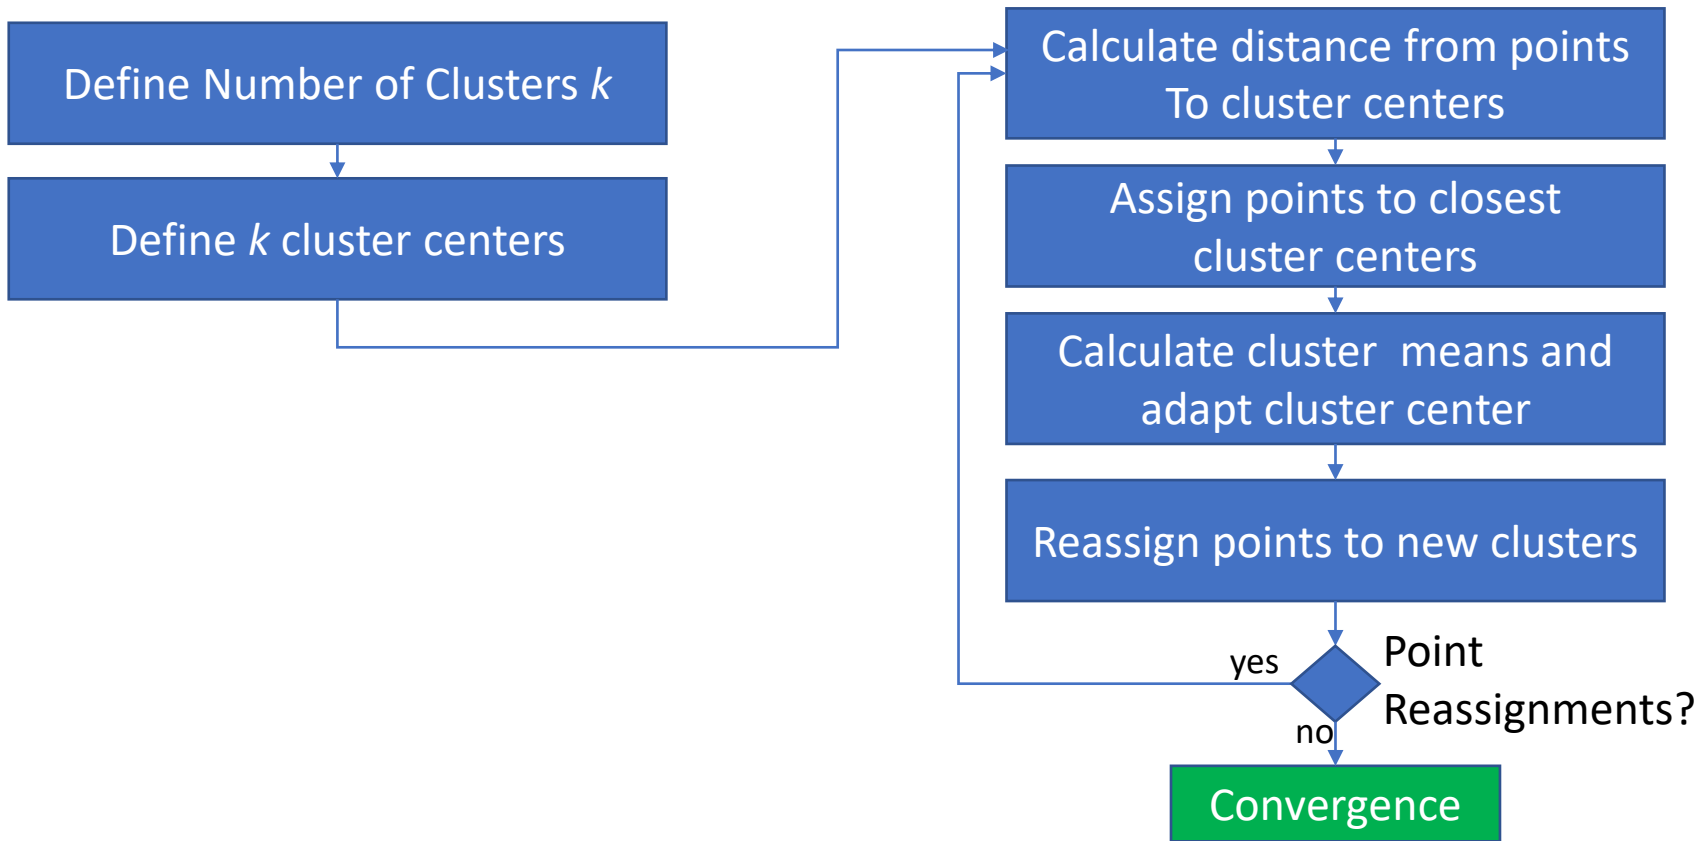 Define Number of Clusters k
Define k cluster centers
Calculate distance from points
To cluster centers
Assign points to closest
cluster centers
Calculate cluster  means and
adapt cluster center
Reassign points to new clusters
yes
Point
Reassignments?
no
Convergence